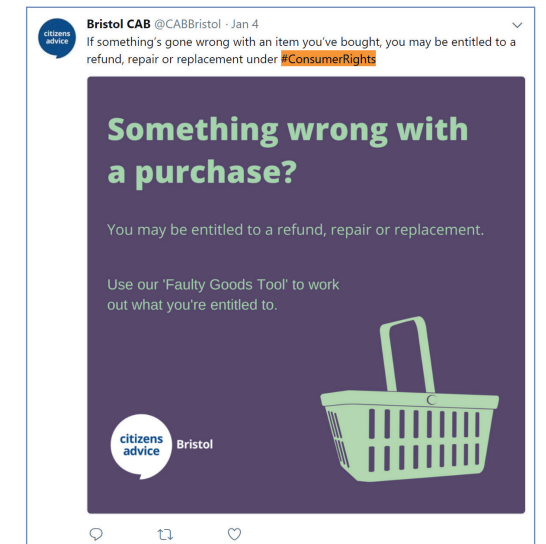 citizens
advice
Bristol CAB @CABBristol · Jan 4
If something's gone wrong with an item you've bought, you may be entitled to a
refund, repair or replacement under #ConsumerRights
Something wrong with
a purchase?
You may be entitled to a refund, repair or replacement.
Use our 'Faulty Goods Tool' to work
out what you're entitled to.
citizens
advice
Bristol